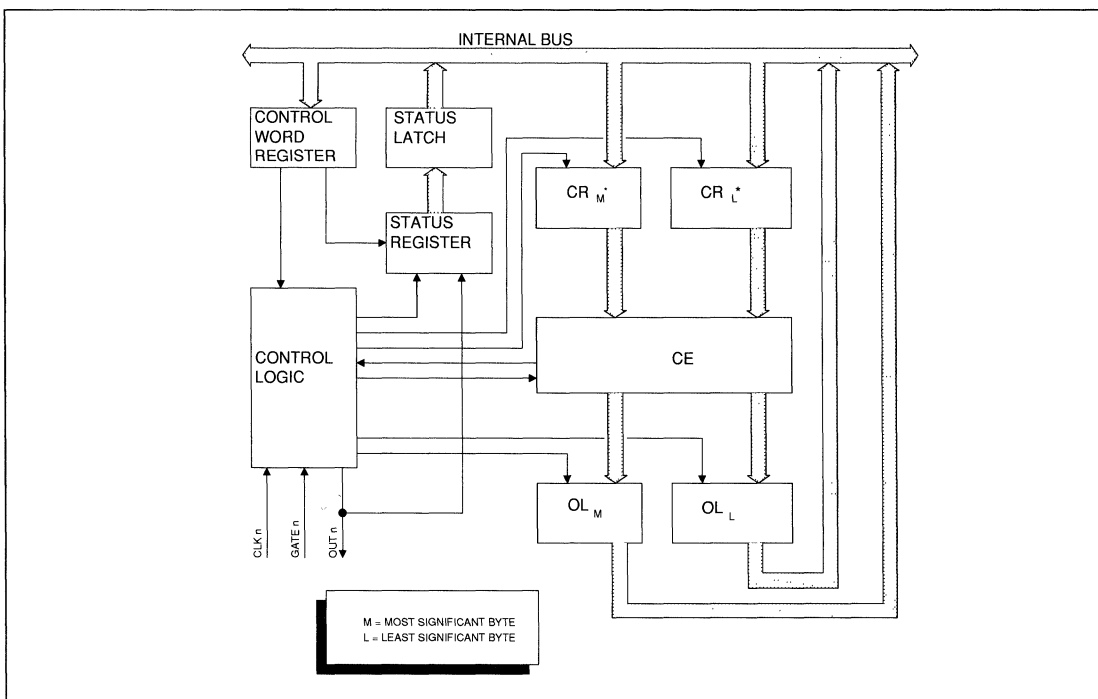 INTERNAL BUS
CONTROL
WORD
REGISTER
STATUS
LATCH
CR M*
CR L*
STATUS
REGISTER
CONTROL
LOGIC
CE
OL M
OL L
CLK n
GATE n
OUT n
M = MOST SIGNIFICANT BYTE
L = LEAST SIGNIFICANT BYTE